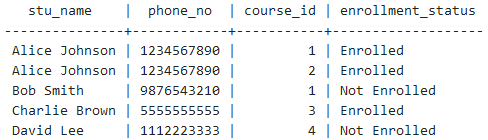 stu_name | phone_no | course_id | enrollment_status
---------------+------------+-----------+-------------------
Alice Johnson | 1234567890 | 1 | Enrolled
Alice Johnson | 1234567890 | 2 | Enrolled
Bob Smith | 9876543210 | 1 | Not Enrolled
Charlie Brown | 5555555555 | 3 | Enrolled
David Lee | 1112223333 | 4 | Not Enrolled